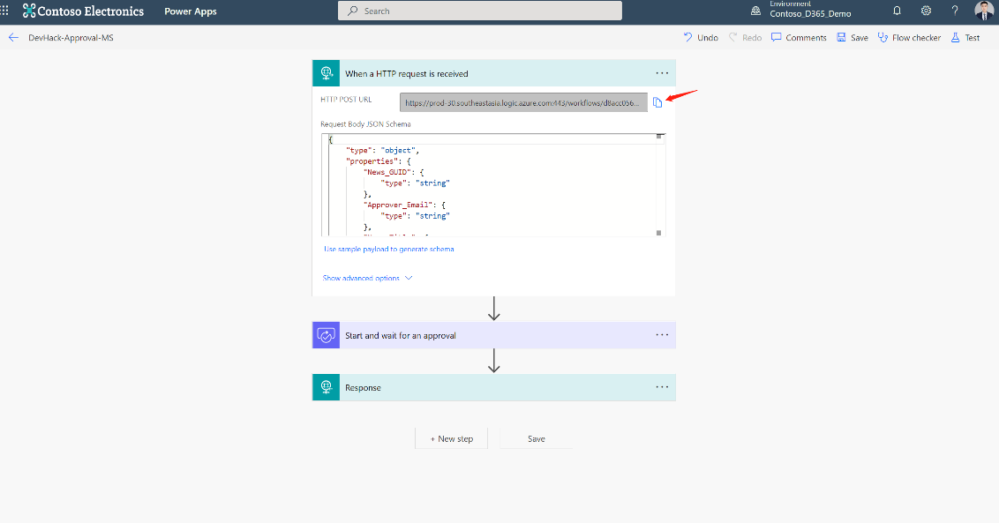 Contoso Electronics Power Apps Search Environment
Contoso_D365_Demo
DevHack-Approval-MS Undo Redo Comments Save Flow checker Test
When a HTTP request is received
HTTP POST URL https://prod-30.southeastasia.logic.azure.com:443/workflows/d8acc056...
Request Body JSON Schema
{
"type": "object",
"properties": {
"News_GUID": {
"type": "string"
},
"Approver_Email": {
"type": "string"
},
Use sample payload to generate schema
Show advanced options
Start and wait for an approval
Response
+ New step Save